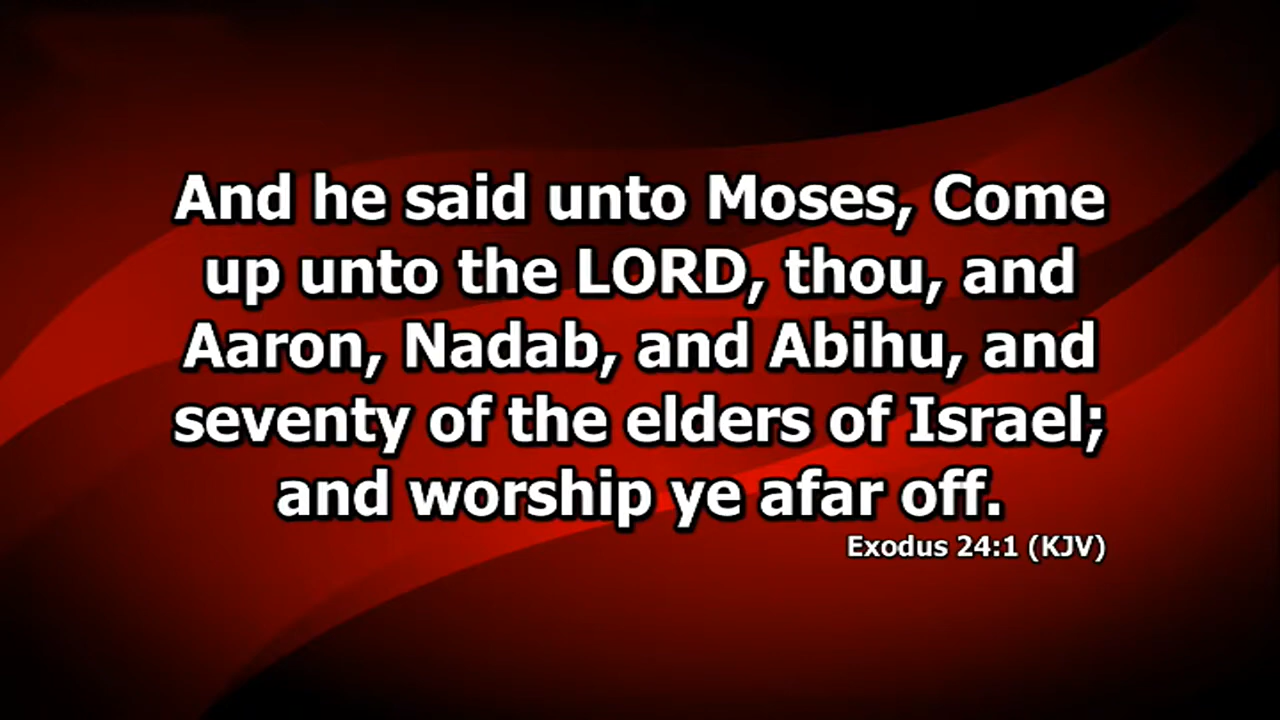 And he said unto Moses, Come
up unto the LORD, thou, and
Aaron, Nadab, and Abihu, and
seventy of the elders of Israel;
and worship ye afar off.
Exodus 24:1 (KJV)